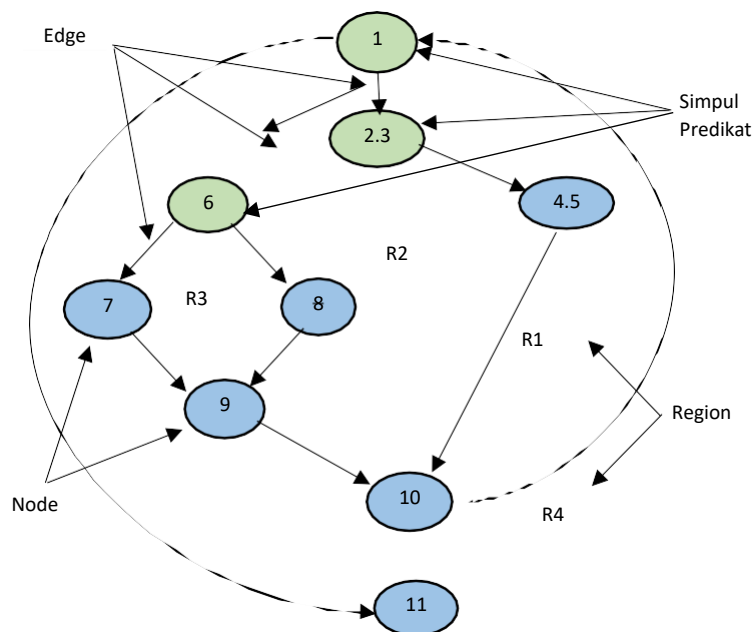 1
Edge
Simpul
Predikat
2.3
6
4.5
R2
7
R3
8
R1
9
Region
10
Node
R4
11